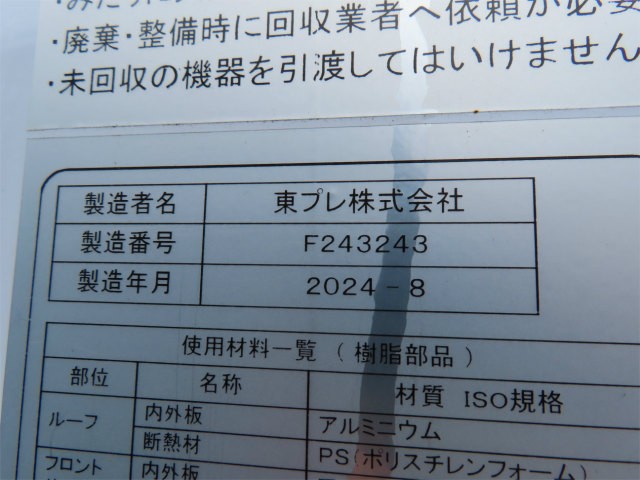 ・廃棄・整備時に回収業者へ依頼が必要
・未回収の機器を引渡してはいけません
製造者名 東プレ株式会社
製造番号 F243243
製造年月 2024-8
使用材料一覧 (樹脂部品)
部位 名称 材質 ISO規格
ルーフ 内外板 アルミニウム
断熱材 PS(ポリスチレンフォーム)
フロント 内外板